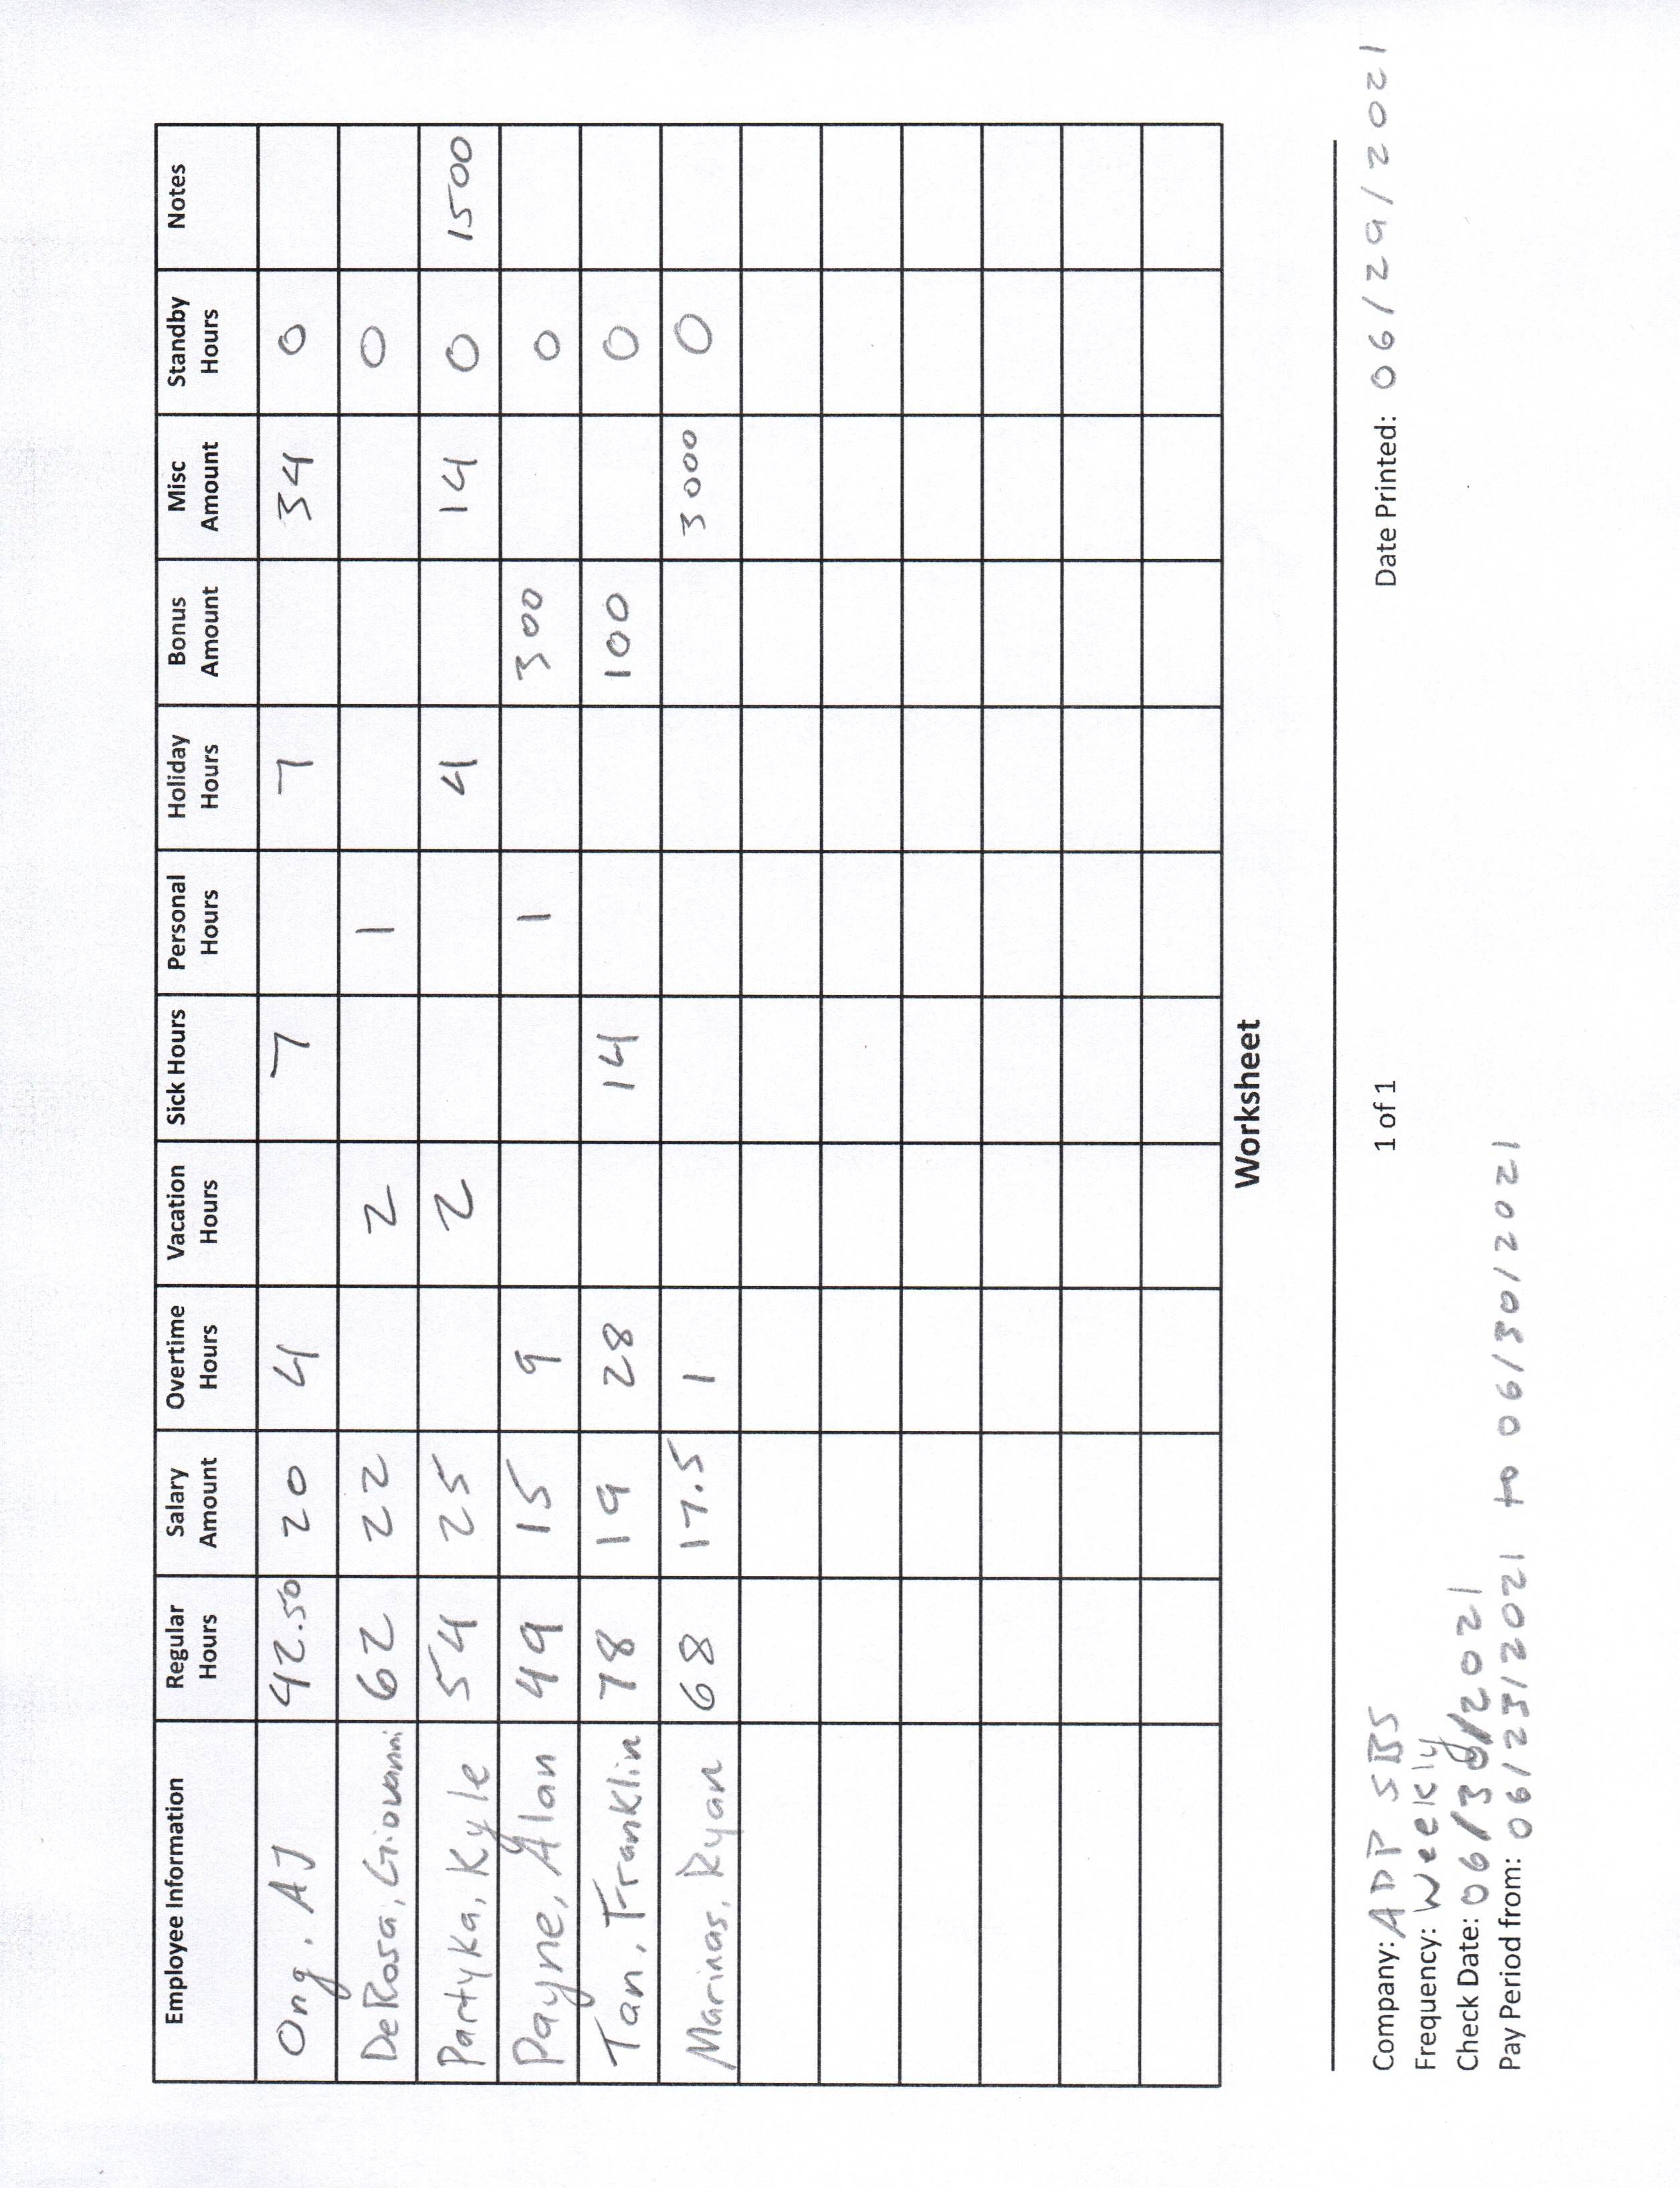 Employee Information Regular Hours Salary Amount Overtime Hours Vacation Hours Sick Hours Personal Hours Holiday Hours Bonus Amount Misc Amount Standby Hours Notes
Ong, AJ 42.50 20 4 7 7 34 0
DeRosa, Giovanni 62 22 2 1 0
Partyka, Kyle 54 25 2 4 14 0 1500
Payne, Alan 49 15 9 1 300 0
Tan, Franklin 78 19 28 14 100 0
Marinas, Ryan 68 17.5 1 3000 0
Worksheet
Company: ADP SBS 1 of 1 Date Printed: 06/29/2021
Frequency: Weekly
Check Date: 06/30/2021
Pay Period from: 06/23/2021 to 06/30/2021